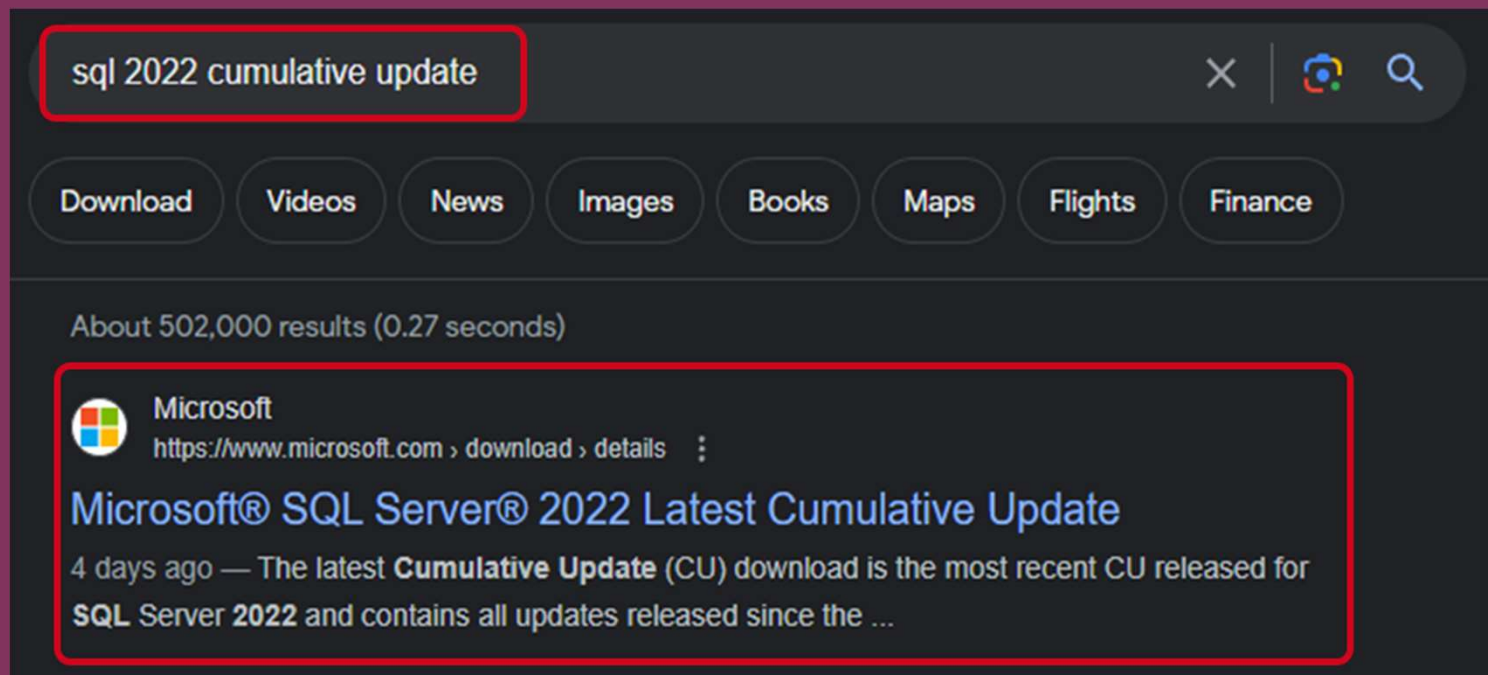 sql 2022 cumulative update
Download Videos News Images Books Maps Flights Finance
About 502,000 results (0.27 seconds)
Microsoft
https://www.microsoft.com › download › details
Microsoft® SQL Server® 2022 Latest Cumulative Update
4 days ago — The latest Cumulative Update (CU) download is the most recent CU released for
SQL Server 2022 and contains all updates released since the ...